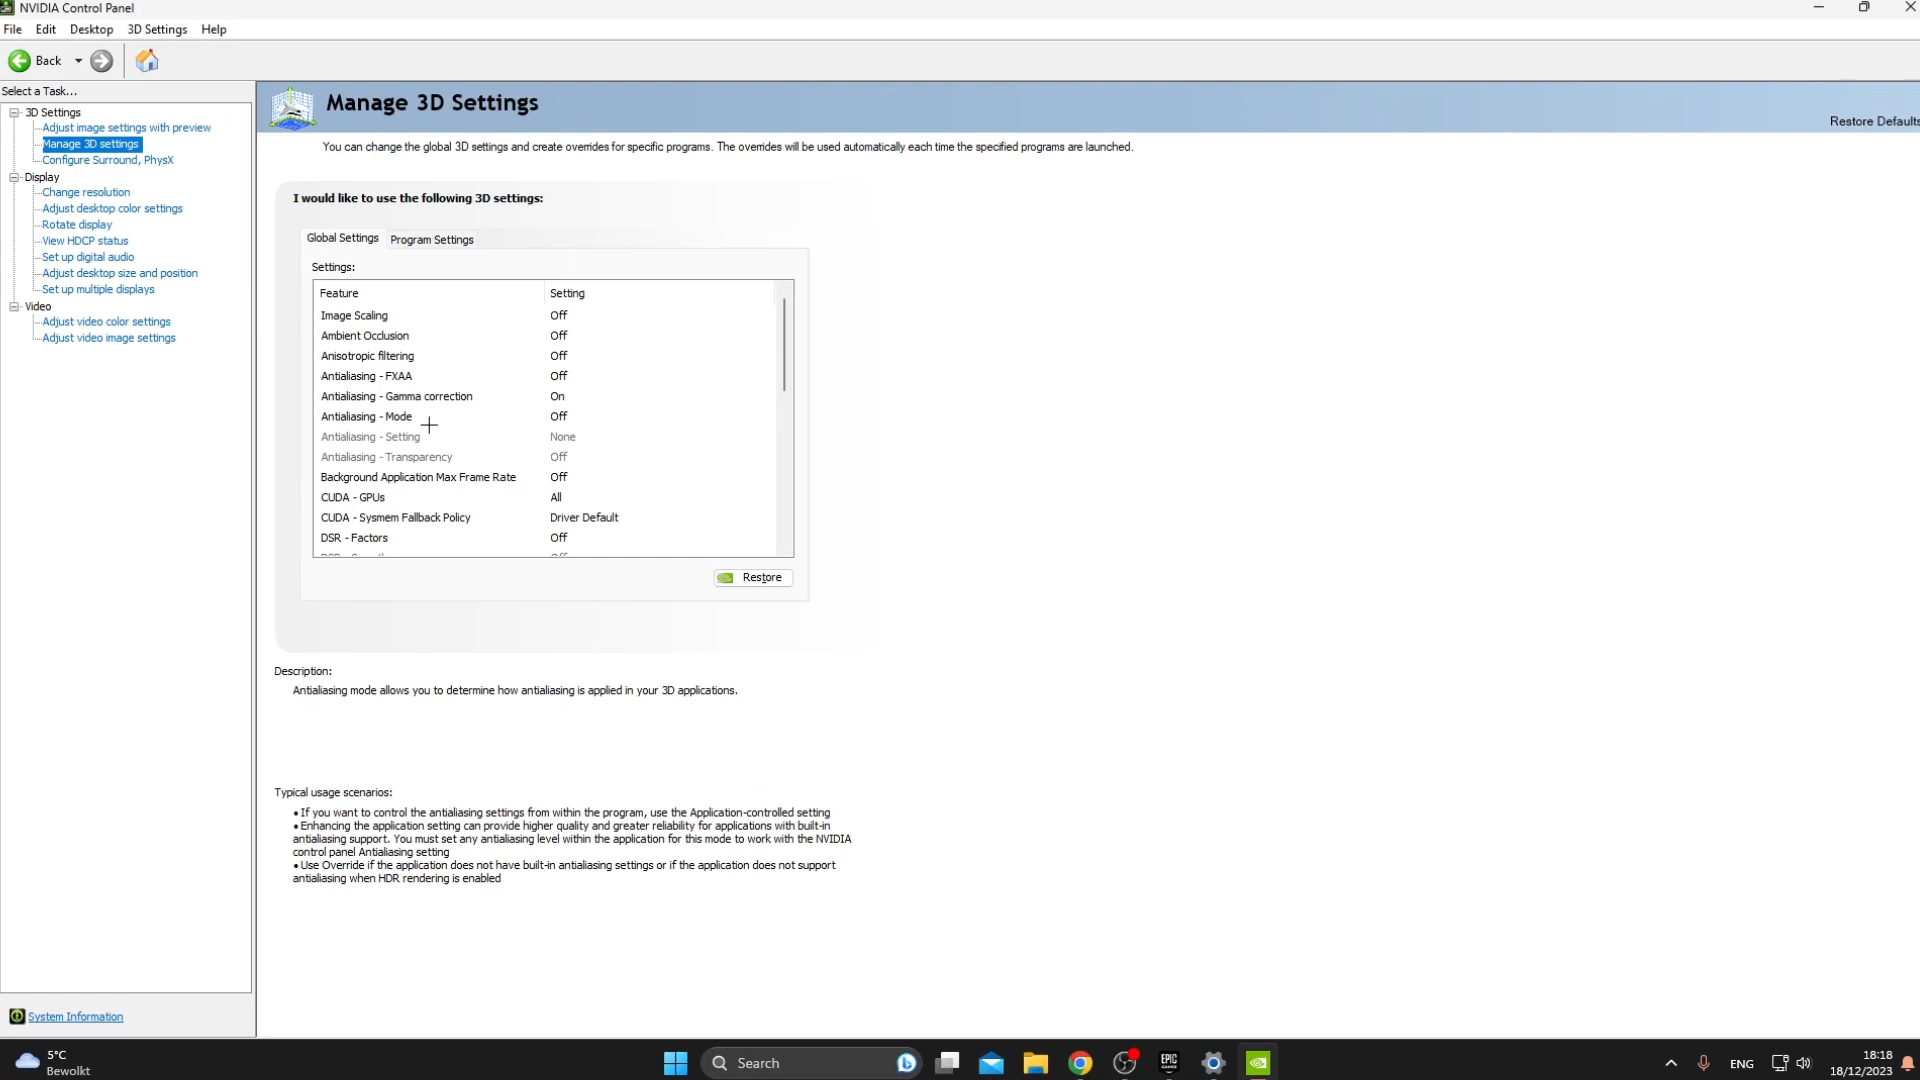 NVIDIA Control Panel
File Edit Desktop 3D Settings Help
Back
Select a Task...
3D Settings
Adjust image settings with preview
Manage 3D settings
Configure Surround, PhysX
Display
Change resolution
Adjust desktop color settings
Rotate display
View HDCP status
Set up digital audio
Adjust desktop size and position
Set up multiple displays
Video
Adjust video color settings
Adjust video image settings
System Information
Manage 3D Settings
Restore Defaults
You can change the global 3D settings and create overrides for specific programs. The overrides will be used automatically each time the specified programs are launched.
I would like to use the following 3D settings:
Global Settings Program Settings
Settings:
Feature Setting
Image Scaling Off
Ambient Occlusion Off
Anisotropic filtering Off
Antialiasing - FXAA Off
Antialiasing - Gamma correction On
Antialiasing - Mode Off
Antialiasing - Setting None
Antialiasing - Transparency Off
Background Application Max Frame Rate Off
CUDA - GPUs All
CUDA - Sysmem Fallback Policy Driver Default
DSR - Factors Off
Restore
Description:
Antialiasing mode allows you to determine how antialiasing is applied in your 3D applications.
Typical usage scenarios:
• If you want to control the antialiasing settings from within the program, use the Application-controlled setting
• Enhancing the application setting can provide higher quality and greater reliability for applications with built-in
antialiasing support. You must set any antialiasing level within the application for this mode to work with the NVIDIA
control panel Antialiasing setting
• Use Override if the application does not have built-in antialiasing settings or if the application does not support
antialiasing when HDR rendering is enabled
5°C
Bewolkt
Search
EPIC
GAMES
ENG
18:18
18/12/2023